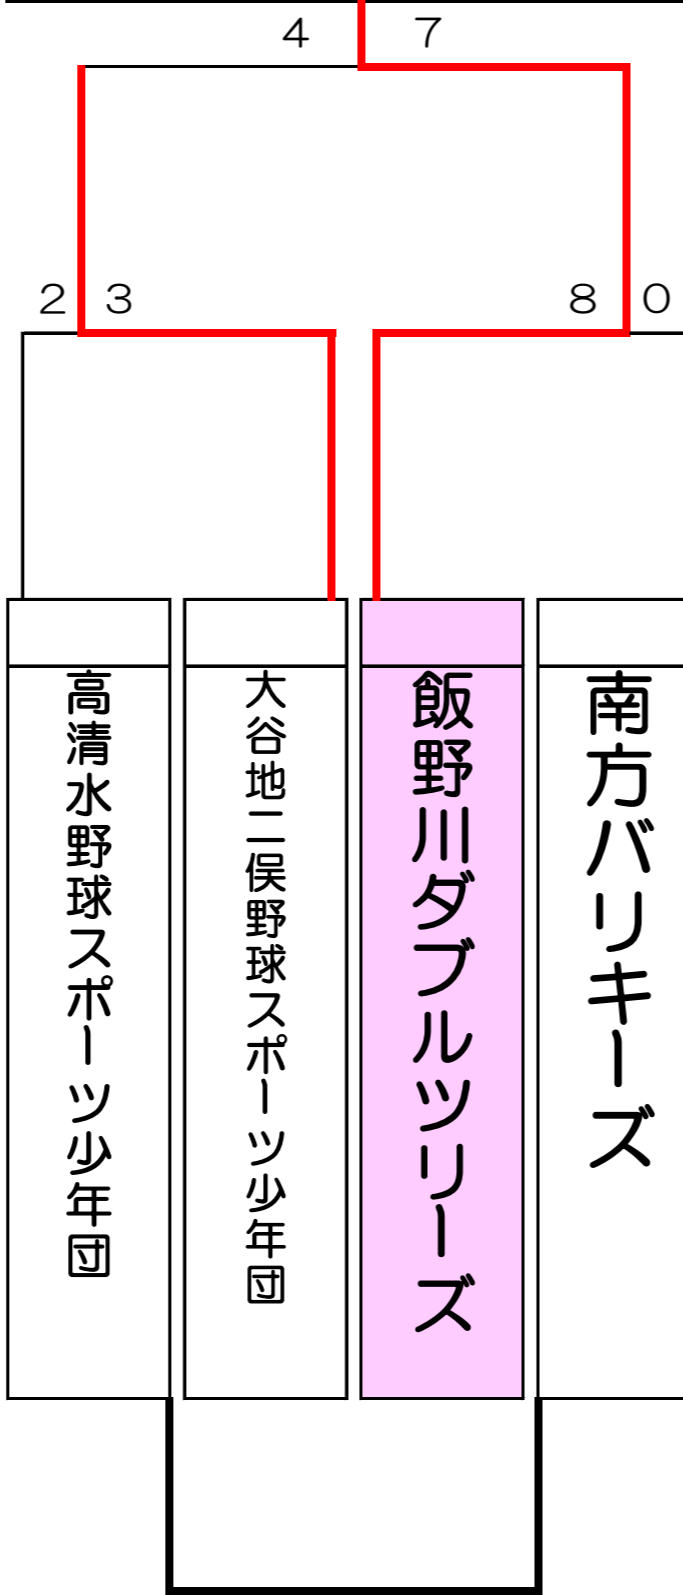 4 7
2 3 8 0
高清水野球スポーツ少年団
大谷地二俣野球スポーツ少年団
飯野川ダブルツリーズ
南方バリキーズ